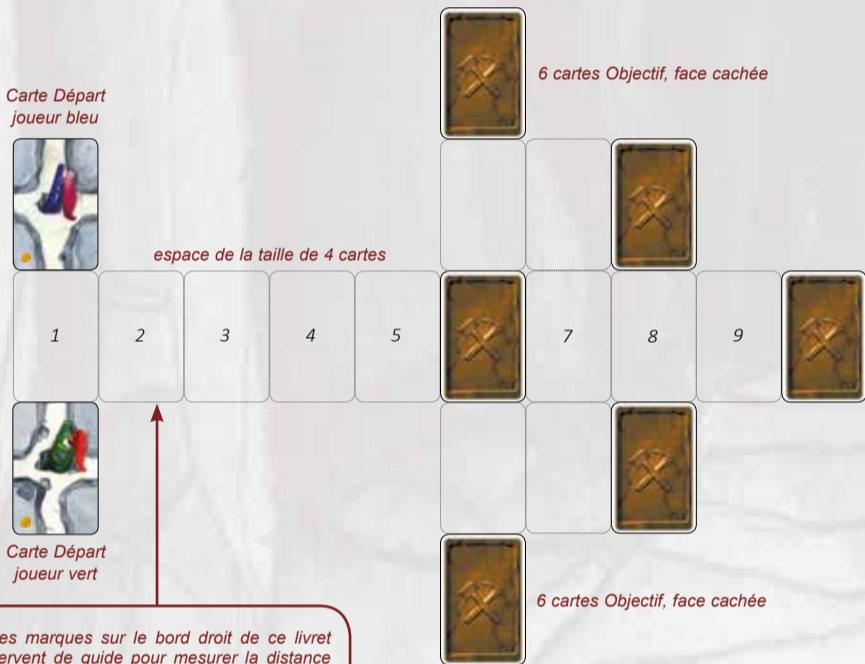 6 cartes Objectif, face cachée
Carte Départ
joueur bleu
espace de la taille de 4 cartes
1 2 3 4 5 7 8 9
Carte Départ
joueur vert
6 cartes Objectif, face cachée
es marques sur le bord droit de ce livret
ervent de guide pour mesurer la distance